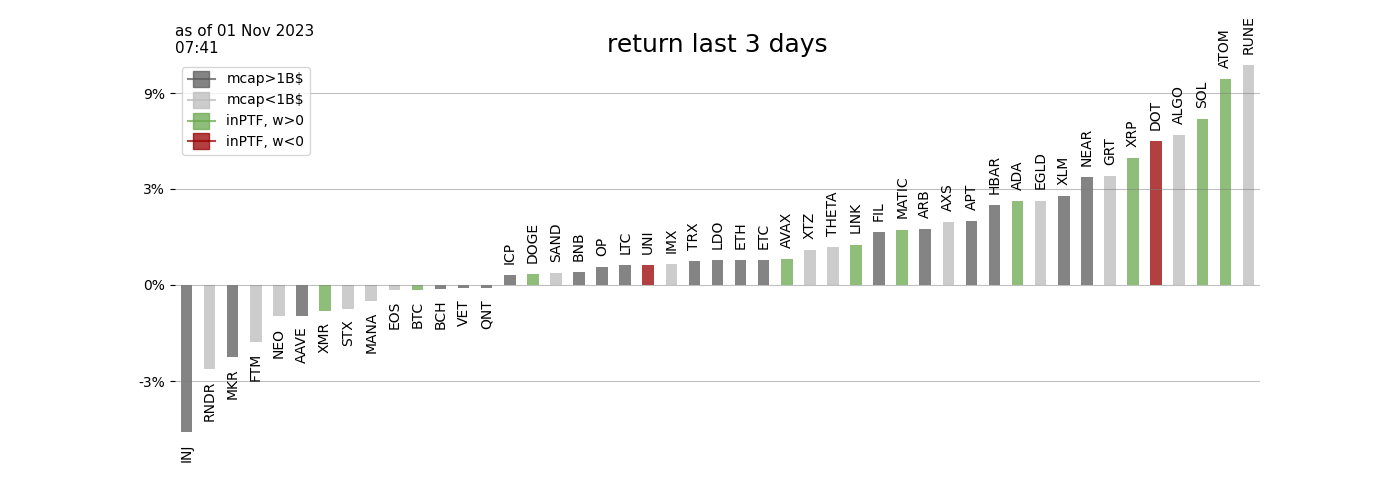 as of 01 Nov 2023
07:41
return last 3 days
mcap>1B$
mcap<1B$
inPTF, w>0
inPTF, w<0
9%
3%
0%
-3%
INJ
RNDR
MKR
FTM
NEO
AAVE
XMR
STX
MANA
EOS
BTC
BCH
VET
QNT
ICP
DOGE
SAND
BNB
OP
LTC
UNI
IMX
TRX
LDO
ETH
ETC
AVAX
XTZ
THETA
LINK
FIL
MATIC
ARB
AXS
APT
HBAR
ADA
EGLD
XLM
NEAR
GRT
XRP
DOT
ALGO
SOL
ATOM
RUNE